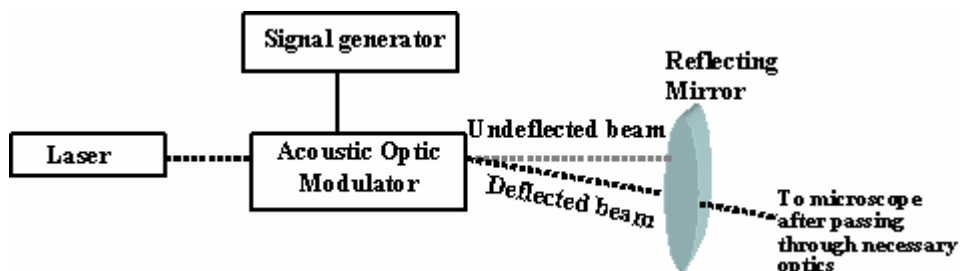 Signal generator
Reflecting
Mirror
Undeflected beam
Laser
Acoustic Optic
Modulator
Deflected beam
To microscope
after passing
through necessary
optics